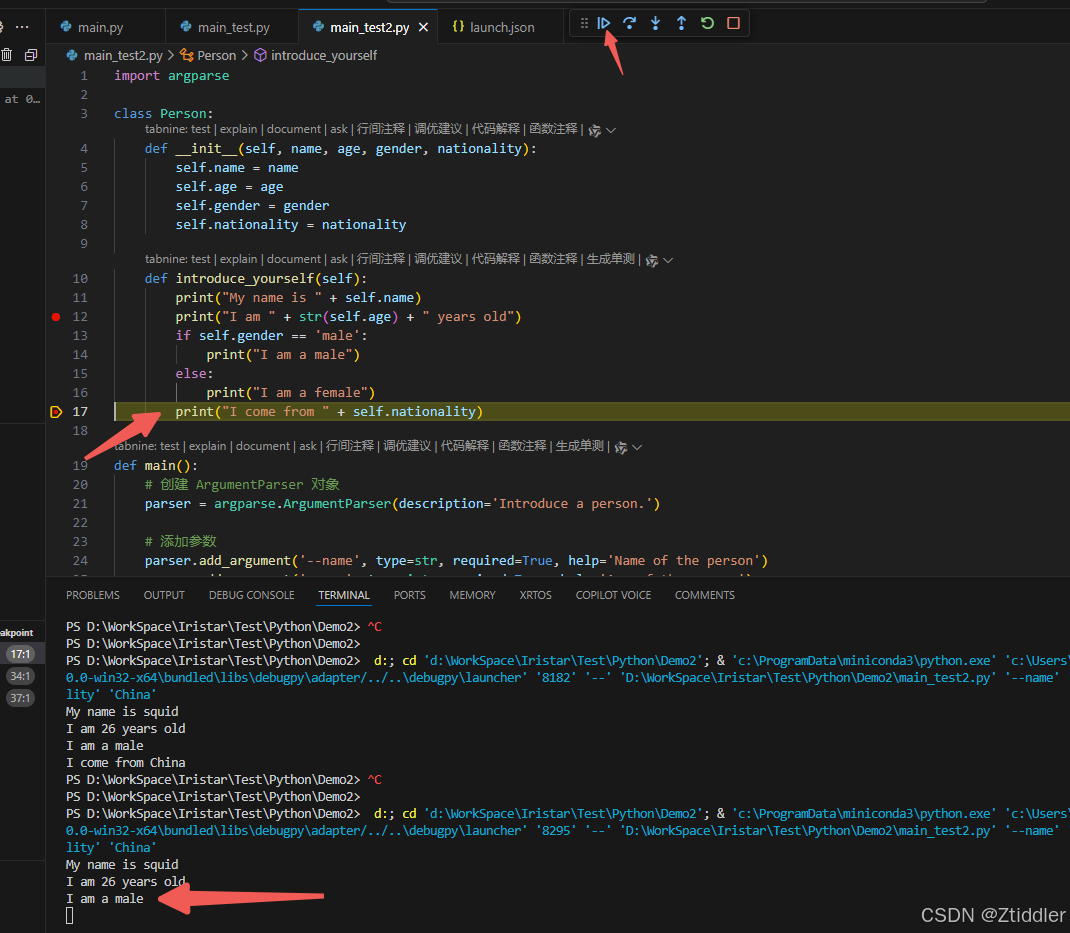 main.py
main_test.py
main_test2.py
launch.json
main_test2.py > Person > introduce_yourself
at 0...
1 import argparse
2
3 class Person:
tabnine: test | explain | document | ask | 行间注释 | 调优建议 | 代码解释 | 函数注释 |
4 def __init__(self, name, age, gender, nationality):
5 self.name = name
6 self.age = age
7 self.gender = gender
8 self.nationality = nationality
9
tabnine: test | explain | document | ask | 行间注释 | 调优建议 | 代码解释 | 函数注释 | 生成单测 |
10 def introduce_yourself(self):
11 print("My name is " + self.name)
12 print("I am " + str(self.age) + " years old")
13 if self.gender == 'male':
14 print("I am a male")
15 else:
16 print("I am a female")
17 print("I come from " + self.nationality)
18
tabnine: test | explain | document | ask | 行间注释 | 调优建议 | 代码解释 | 函数注释 | 生成单测 |
19 def main():
20 # 创建 ArgumentParser 对象
21 parser = argparse.ArgumentParser(description='Introduce a person.')
22
23 # 添加参数
24 parser.add_argument('--name', type=str, required=True, help='Name of the person')
PROBLEMS OUTPUT DEBUG CONSOLE TERMINAL PORTS MEMORY XRTOS COPILOT VOICE COMMENTS
eakpoint
17:1
34:1
37:1
PS D:\WorkSpace\Iristar\Test\Python\Demo2> ^C
PS D:\WorkSpace\Iristar\Test\Python\Demo2>
PS D:\WorkSpace\Iristar\Test\Python\Demo2> d:; cd 'd:\WorkSpace\Iristar\Test\Python\Demo2'; & 'c:\ProgramData\miniconda3\python.exe' 'c:\Users
0.0-win32-x64\bundled\libs\debugpy\adapter/../..\debugpy\launcher' '8182' '--' 'D:\WorkSpace\Iristar\Test\Python\Demo2\main_test2.py' '--name'
lity' 'China'
My name is squid
I am 26 years old
I am a male
I come from China
PS D:\WorkSpace\Iristar\Test\Python\Demo2> ^C
PS D:\WorkSpace\Iristar\Test\Python\Demo2>
PS D:\WorkSpace\Iristar\Test\Python\Demo2> d:; cd 'd:\WorkSpace\Iristar\Test\Python\Demo2'; & 'c:\ProgramData\miniconda3\python.exe' 'c:\Users
0.0-win32-x64\bundled\libs\debugpy\adapter/../..\debugpy\launcher' '8295' '--' 'D:\WorkSpace\Iristar\Test\Python\Demo2\main_test2.py' '--name'
lity' 'China'
My name is squid
I am 26 years old
I am a male
CSDN @Ztiddler